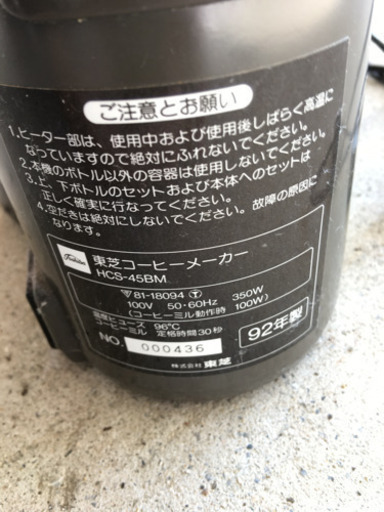 ご注意とお願い
1.ヒーター部は、使用中および使用後しばらく高温に
なっていますので絶対にふれないでください。
2.本機のボトル以外の容器は使用しないでください。
3.上、下ボトルのセットおよび本体へのセットは
正しく確実に行なってください。
4.空だきは絶対にしないでください。故障の原因に
なります。
Toshiba 東芝コーヒーメーカー
HCS-45BM
81-18094 T
100V 50-60Hz 350W
(コーヒーミル動作時 100W)
温度ヒューズ 96℃
コーヒーミル 定格時間30秒
NO. 000436
92年製
株式会社 東芝